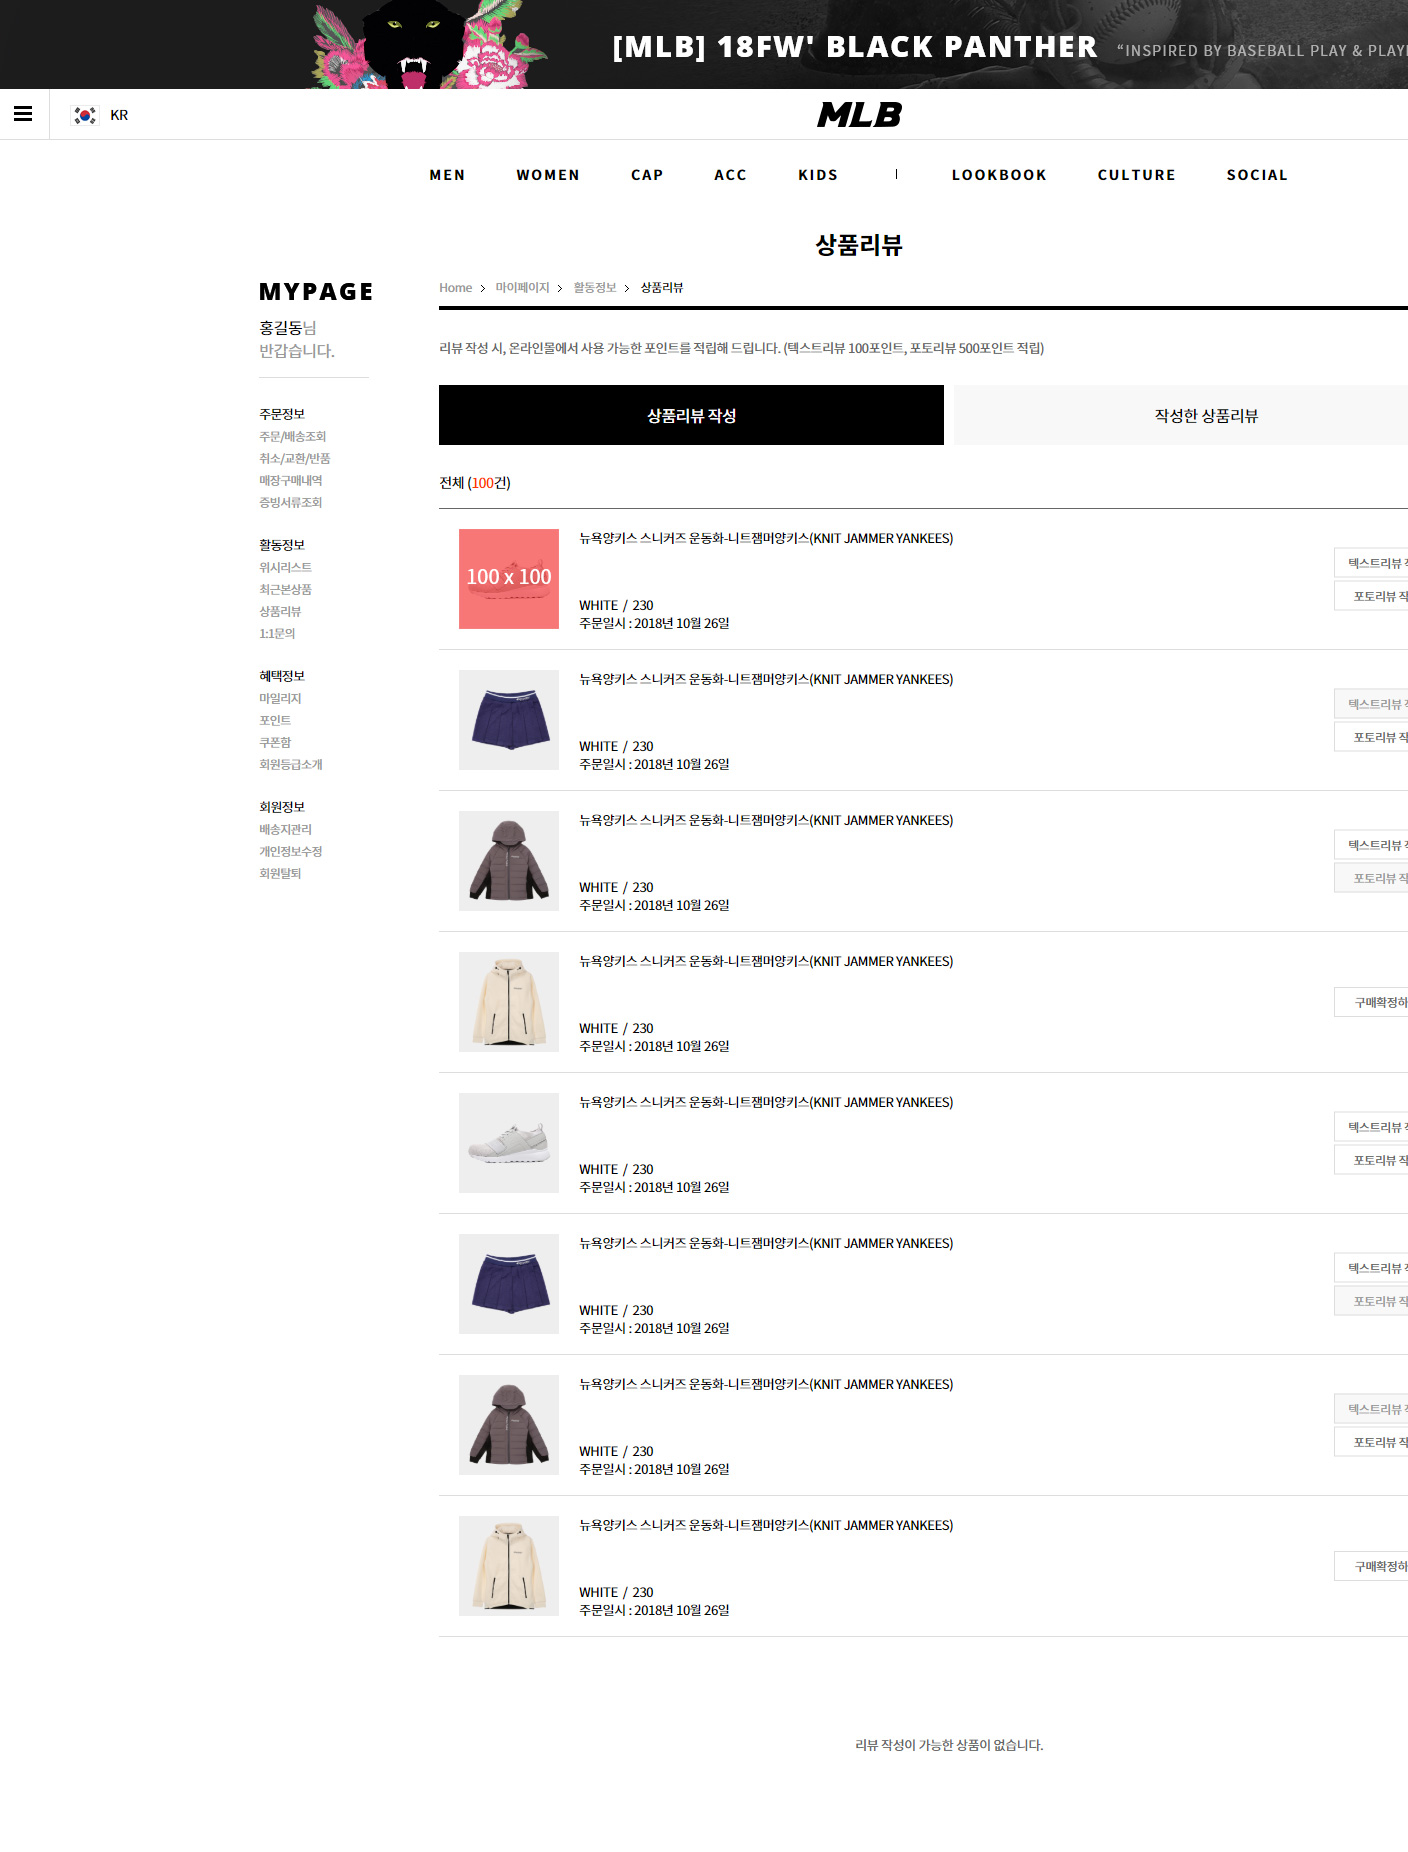 [MLB] 18FW' BLACK PANTHER “INSPIRED BY BASEBALL PLAY &
KR
MLB
MEN WOMEN CAP ACC KIDS LOOKBOOK CULTURE SOCIAL
상품리뷰
MYPAGE
홍길동님
반갑습니다.
주문정보
주문/배송조회
취소/교환/반품
매장구매내역
증빙서류조회
활동정보
위시리스트
최근본상품
상품리뷰
1:1문의
혜택정보
마일리지
포인트
쿠폰함
회원등급소개
회원정보
배송지관리
개인정보수정
회원탈퇴
Home > 마이페이지 > 활동정보 > 상품리뷰
리뷰 작성 시, 온라인몰에서 사용 가능한 포인트를 적립해 드립니다. (텍스트리뷰 100포인트, 포토리뷰 500포인트 적립)
상품리뷰 작성 작성한 상품리뷰
전체 (100건)
100 x 100
뉴욕양키스 스니커즈 운동화-니트잼머양키스(KNIT JAMMER YANKEES)
WHITE / 230
주문일시 : 2018년 10월 26일
텍스트리뷰
포토리뷰
뉴욕양키스 스니커즈 운동화-니트잼머양키스(KNIT JAMMER YANKEES)
WHITE / 230
주문일시 : 2018년 10월 26일
텍스트리뷰
포토리뷰
뉴욕양키스 스니커즈 운동화-니트잼머양키스(KNIT JAMMER YANKEES)
WHITE / 230
주문일시 : 2018년 10월 26일
텍스트리뷰
포토리뷰
뉴욕양키스 스니커즈 운동화-니트잼머양키스(KNIT JAMMER YANKEES)
WHITE / 230
주문일시 : 2018년 10월 26일
구매확정하
뉴욕양키스 스니커즈 운동화-니트잼머양키스(KNIT JAMMER YANKEES)
WHITE / 230
주문일시 : 2018년 10월 26일
텍스트리뷰
포토리뷰
뉴욕양키스 스니커즈 운동화-니트잼머양키스(KNIT JAMMER YANKEES)
WHITE / 230
주문일시 : 2018년 10월 26일
텍스트리뷰
포토리뷰
뉴욕양키스 스니커즈 운동화-니트잼머양키스(KNIT JAMMER YANKEES)
WHITE / 230
주문일시 : 2018년 10월 26일
텍스트리뷰
포토리뷰
뉴욕양키스 스니커즈 운동화-니트잼머양키스(KNIT JAMMER YANKEES)
WHITE / 230
주문일시 : 2018년 10월 26일
구매확정하
리뷰 작성이 가능한 상품이 없습니다.